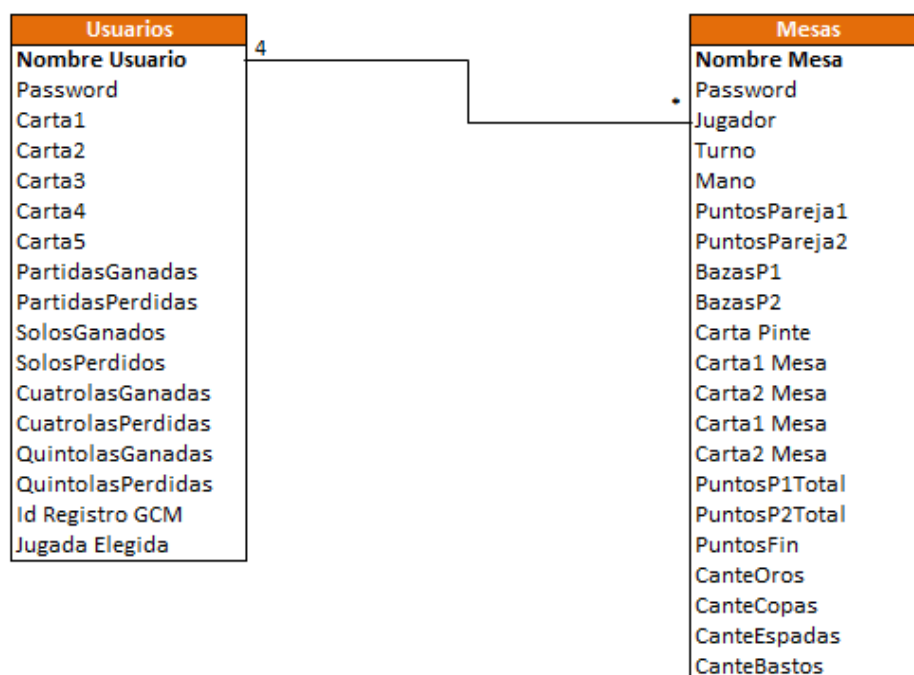 Usuarios
Nombre Usuario
Password
Carta1
Carta2
Carta3
Carta4
Carta5
PartidasGanadas
PartidasPerdidas
SolosGanados
SolosPerdidos
CuatrolasGanadas
CuatrolasPerdidas
QuintolasGanadas
QuintolasPerdidas
Id Registro GCM
Jugada Elegida
4
*
Mesas
Nombre Mesa
Password
Jugador
Turno
Mano
PuntosPareja1
PuntosPareja2
BazasP1
BazasP2
Carta Pinte
Carta1 Mesa
Carta2 Mesa
Carta1 Mesa
Carta2 Mesa
PuntosP1Total
PuntosP2Total
PuntosFin
CanteOros
CanteCopas
CanteEspadas
CanteBastos